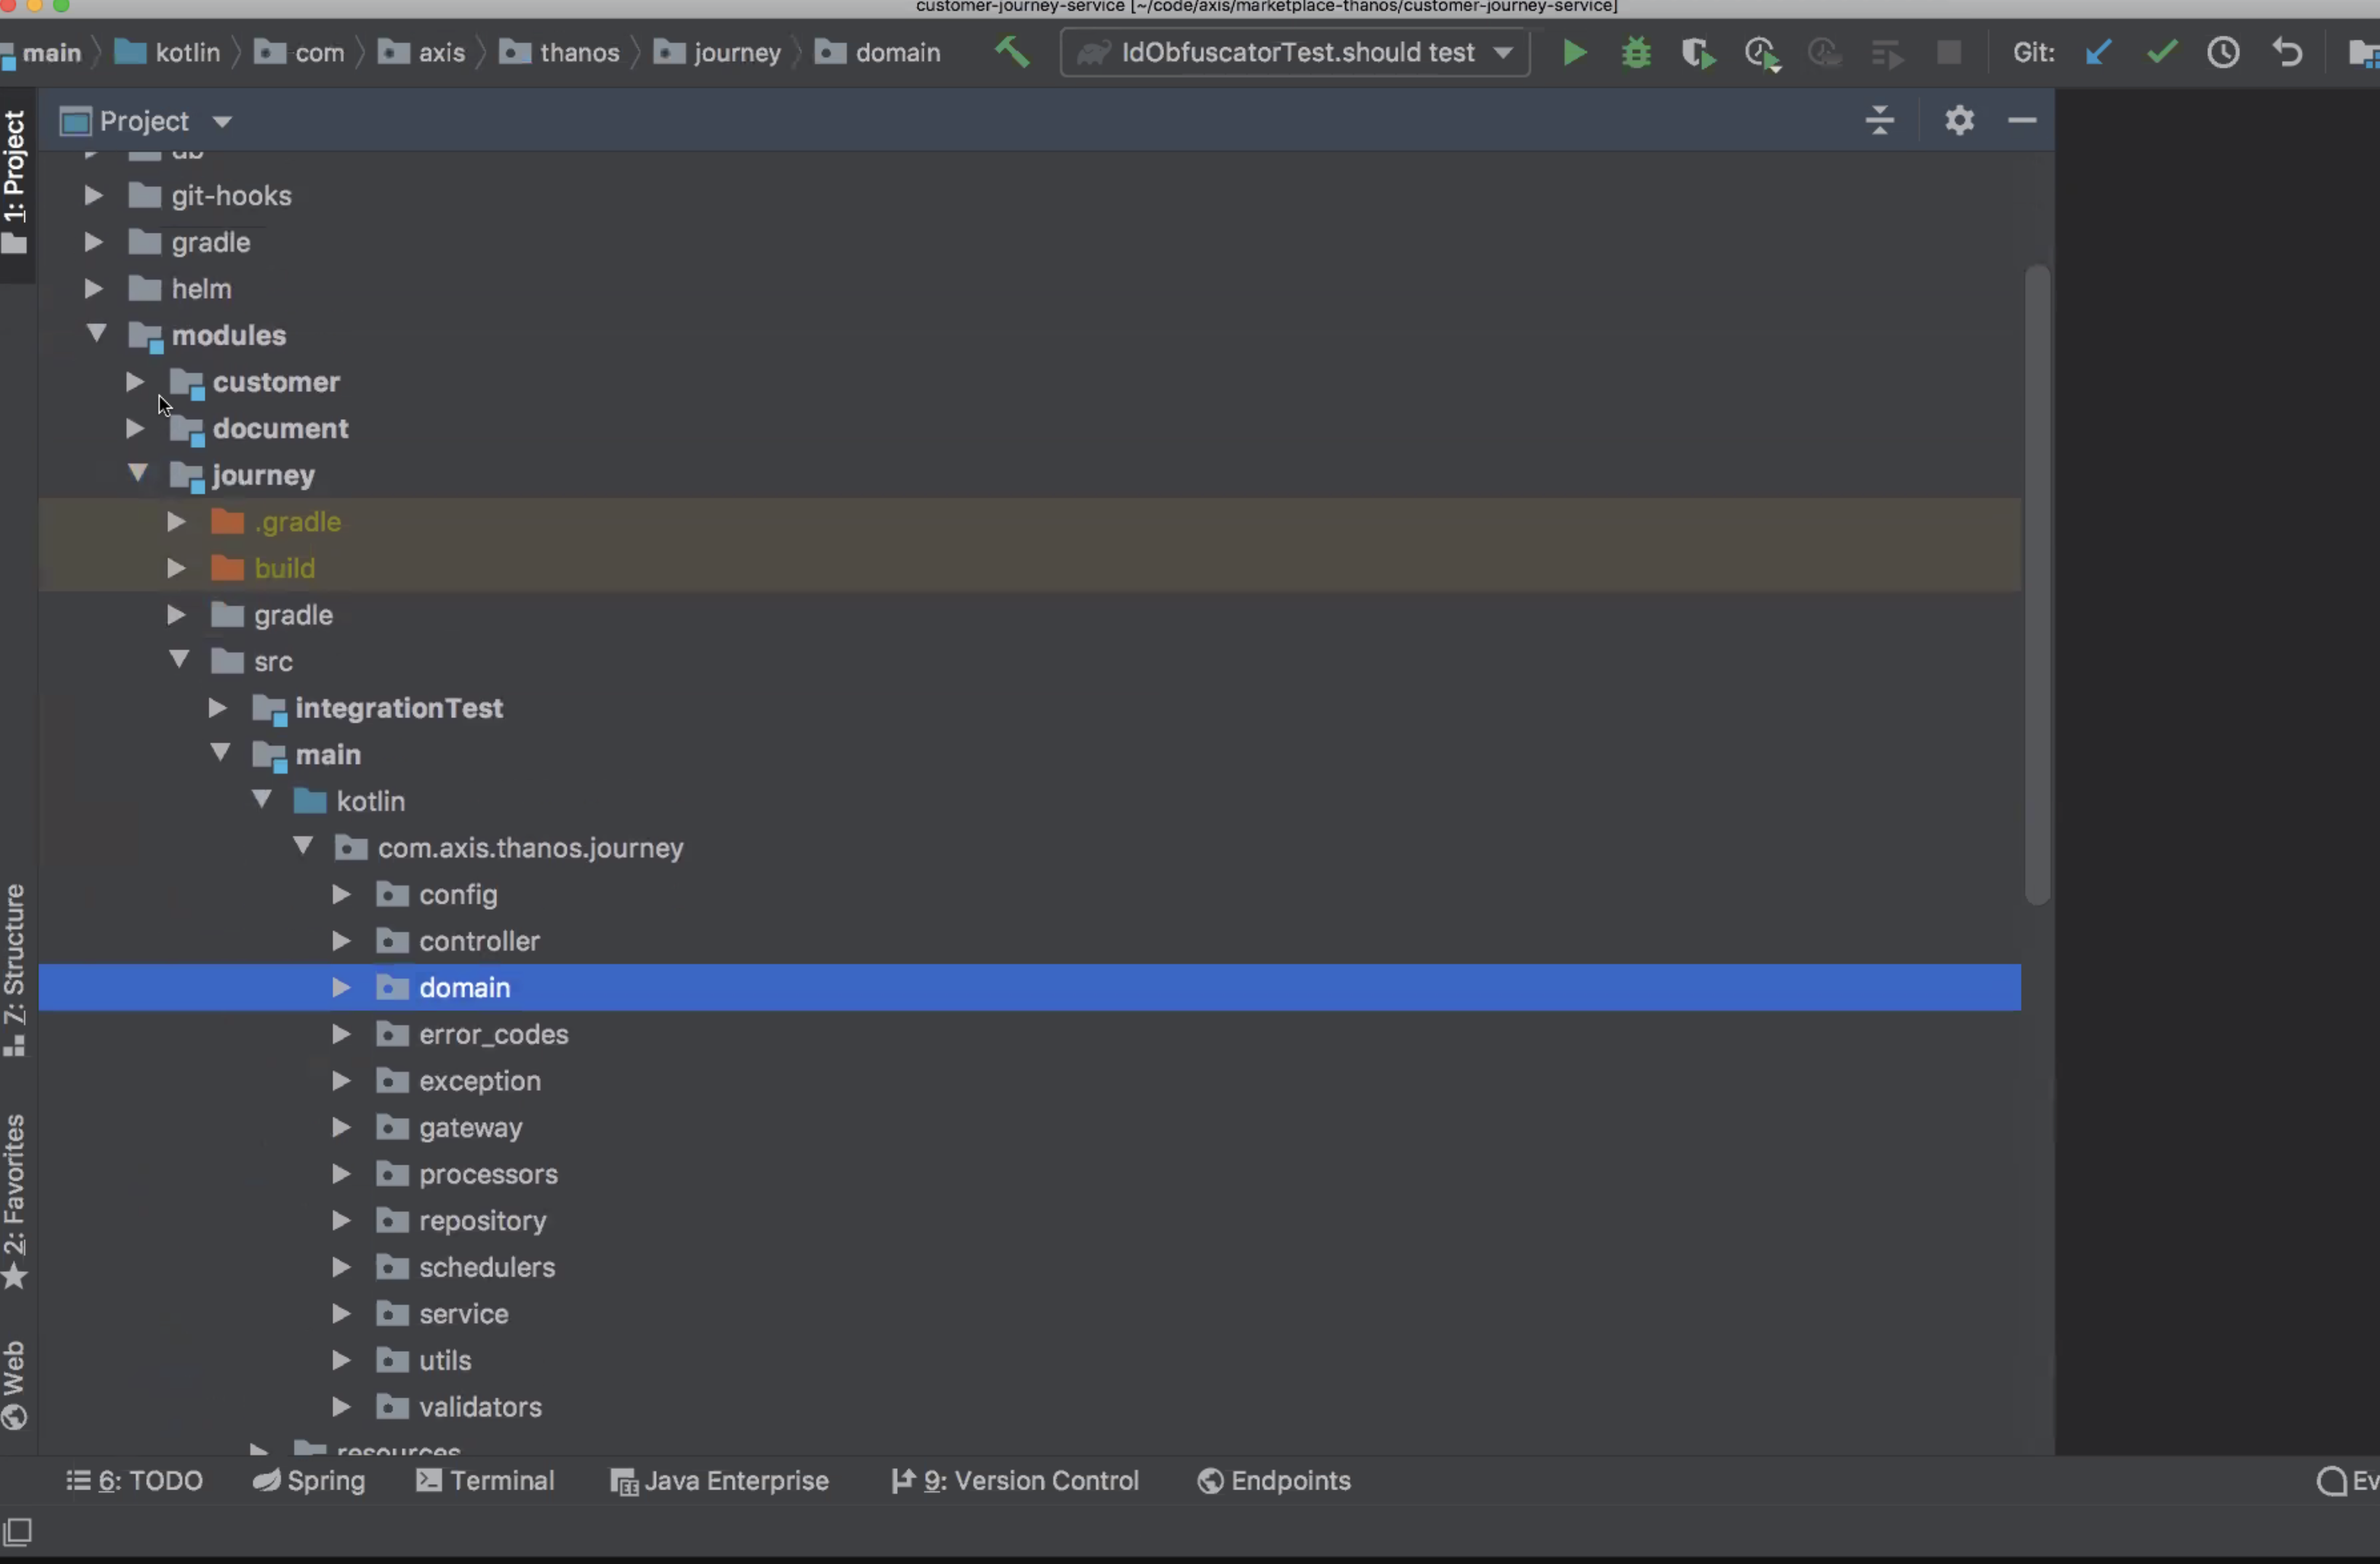 customer-journey-service [~/code/axis/marketplace-thanos/customer-journey-service]
main kotlin com axis thanos journey domain IdObfuscatorTest.should test Git:
1: Project
Project
db
git-hooks
gradle
helm
modules
customer
document
journey
.gradle
build
gradle
src
integrationTest
main
kotlin
com.axis.thanos.journey
config
controller
domain
error_codes
exception
gateway
processors
repository
schedulers
service
utils
validators
resources
Z: Structure
2: Favorites
Web
6: TODO Spring Terminal Java Enterprise 9: Version Control Endpoints Ev